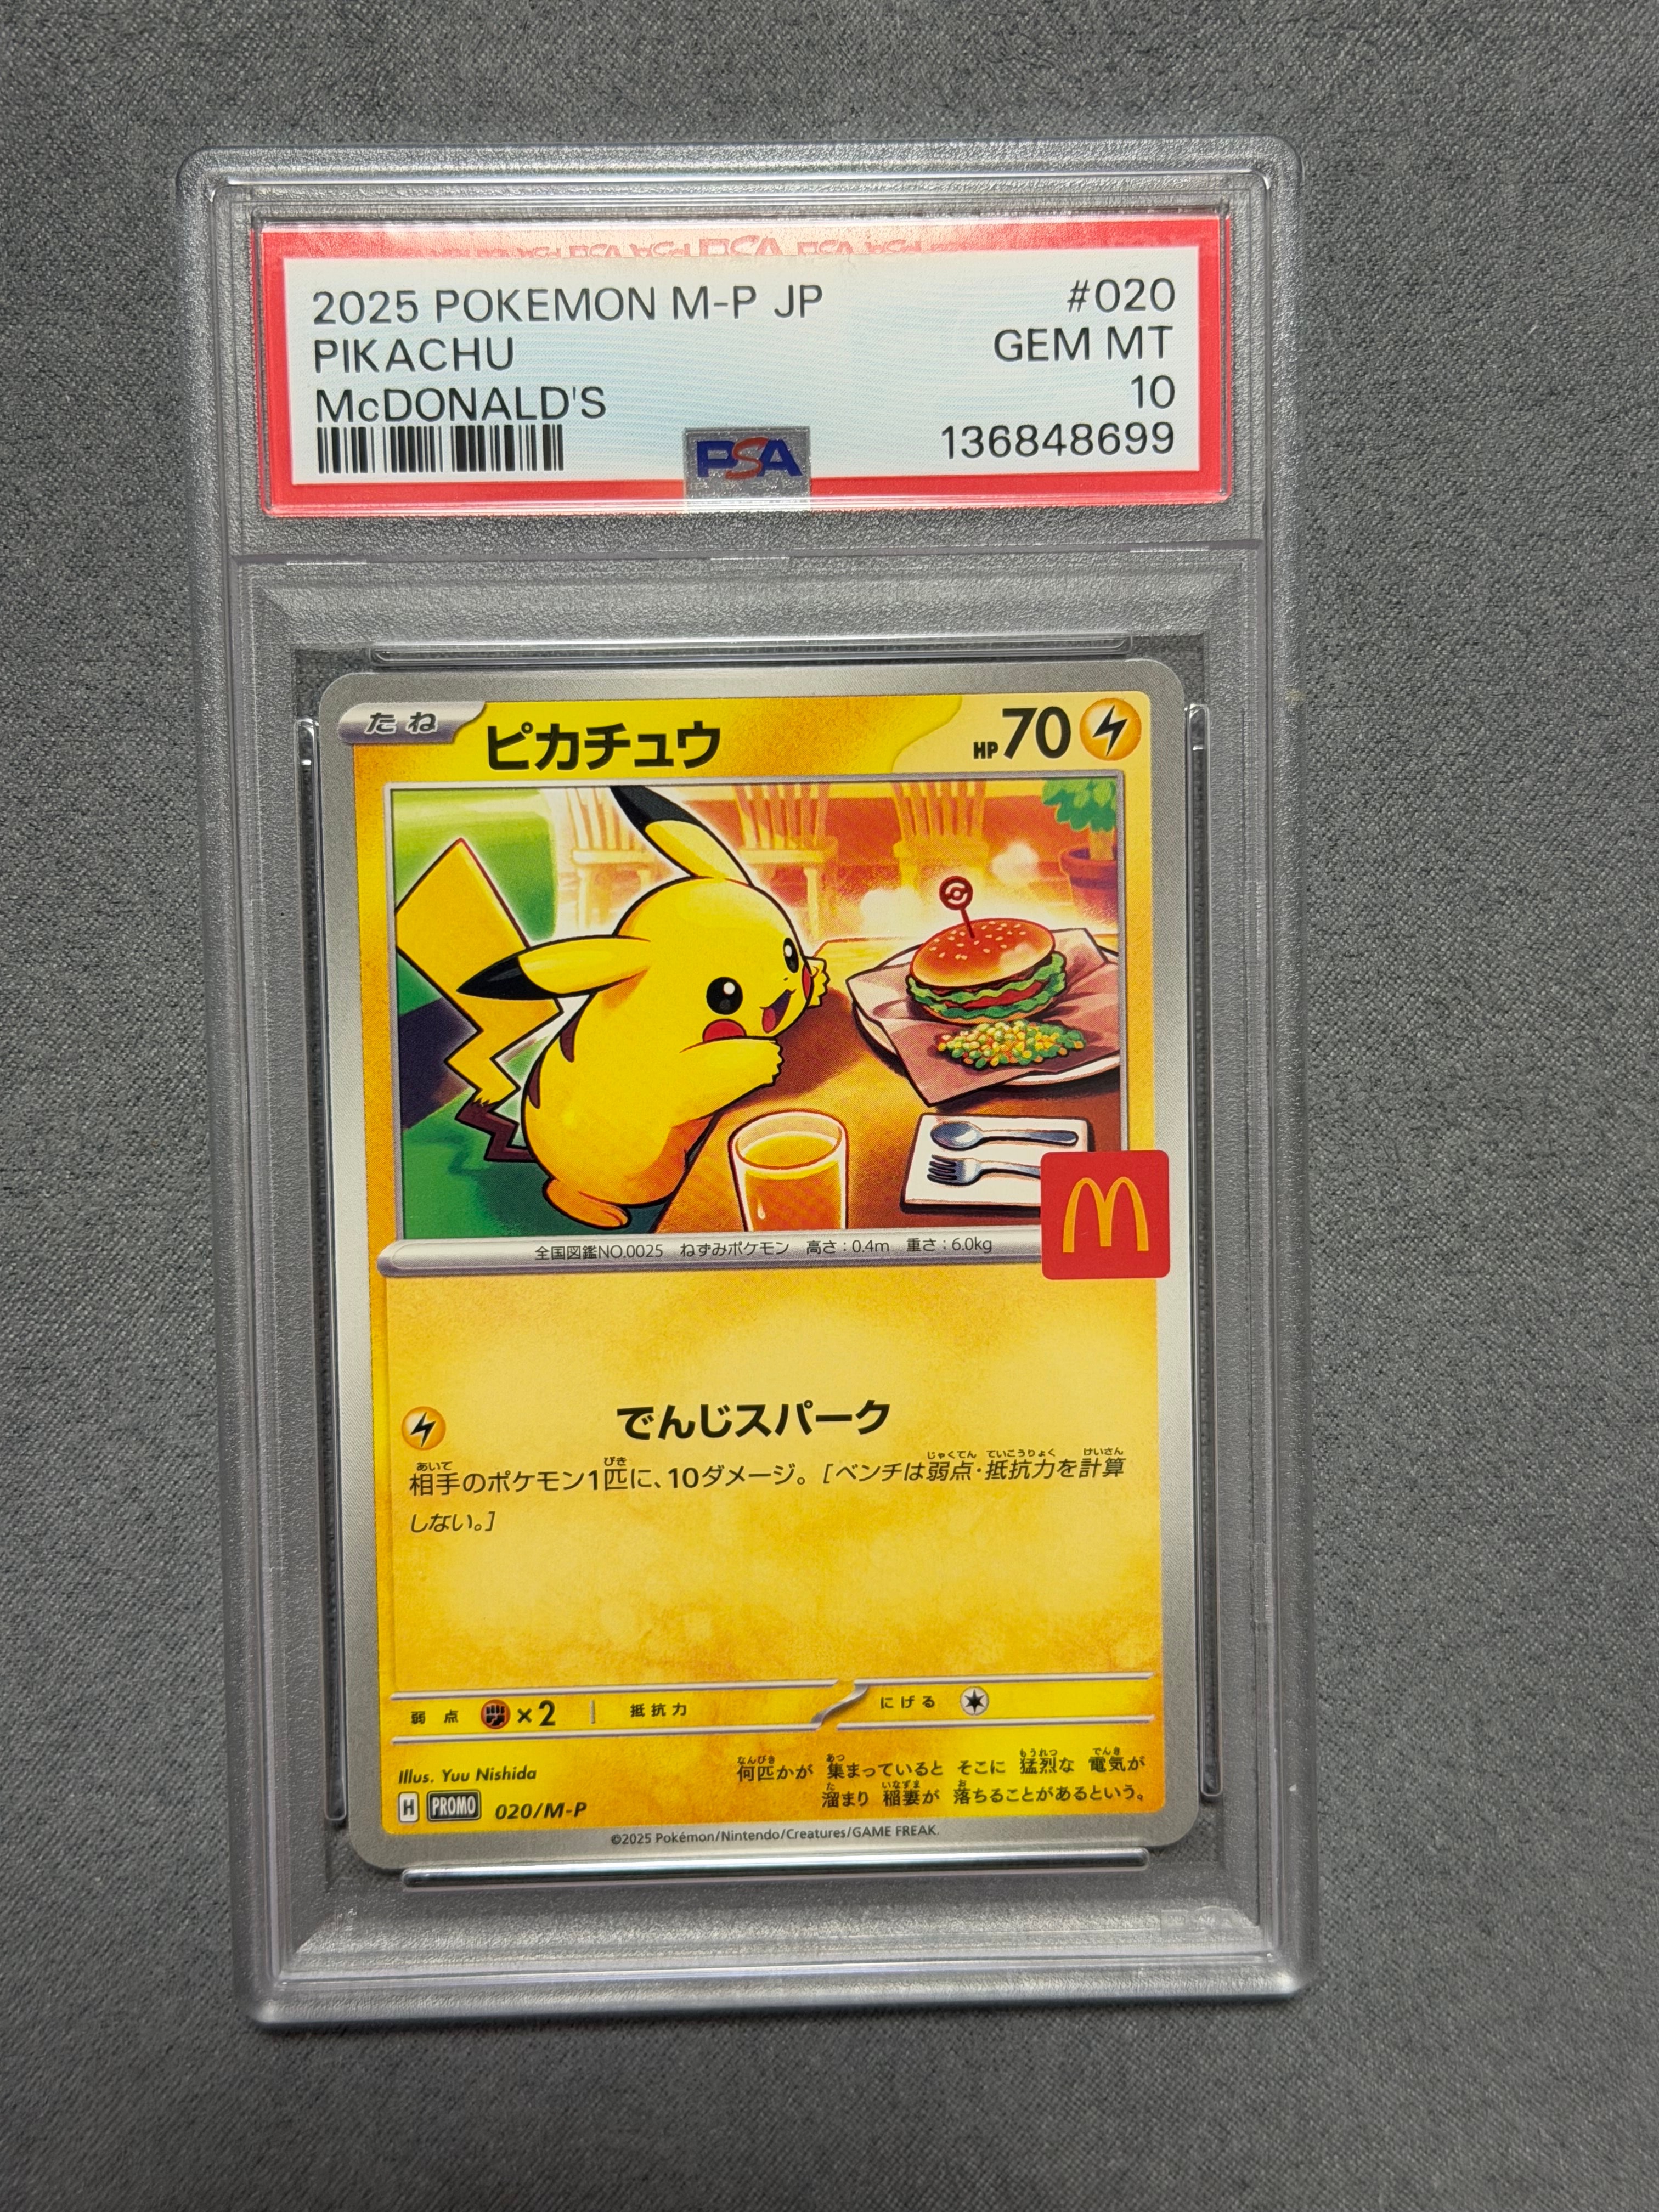 2025 POKEMON M-P JP #020
PIKACHU GEM MT
McDONALD'S 10
PSA 136848699
たね ピカチュウ HP70
全国図鑑NO.0025 ねずみポケモン 高さ:0.4m 重さ:6.0kg
でんじスパーク
相手のポケモン1匹に、10ダメージ。[ベンチは弱点・抵抗力を計算
しない。]
弱点 ×2 抵抗力 にげる
Illus. Yuu Nishida
何匹かが 集まっていると そこに 猛烈な 電気が
溜まり 稲妻が 落ちることがあるという。
H PROMO 020/M-P
©2025 Pokémon/Nintendo/Creatures/GAME FREAK.